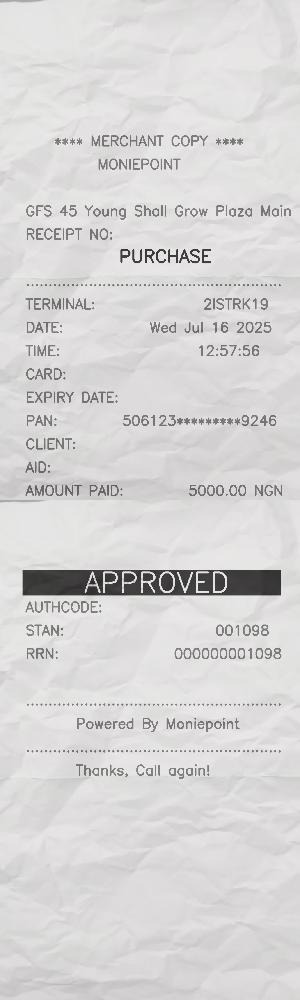 **** MERCHANT COPY ****
MONIEPOINT
GFS 45 Young Shall Grow Plaza Main
RECEIPT NO:
PURCHASE
TERMINAL: 2ISTRK19
DATE: Wed Jul 16 2025
TIME: 12:57:56
CARD:
EXPIRY DATE:
PAN: 506123*********9246
CLIENT:
AID:
AMOUNT PAID: 5000.00 NGN
APPROVED
AUTHCODE:
STAN: 001098
RRN: 000000001098
Powered By Moniepoint
Thanks, Call again!